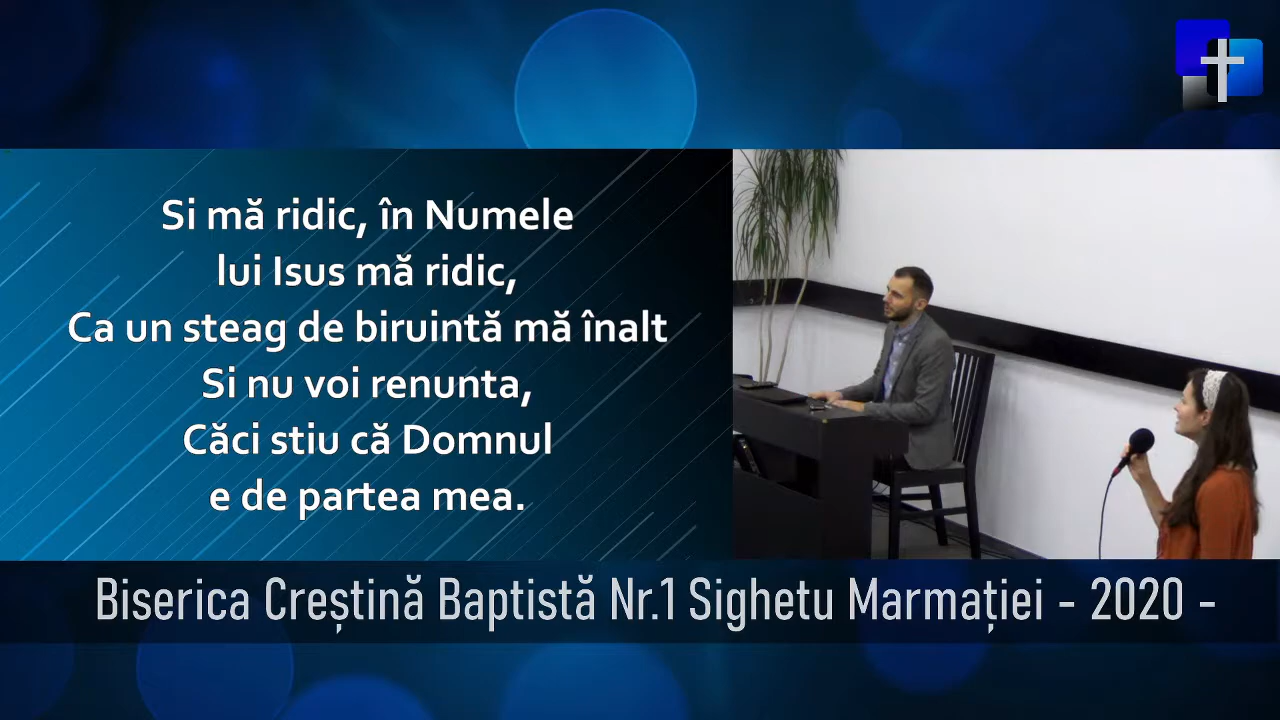 Si mă ridic, în Numele
lui Isus mă ridic,
Ca un steag de biruintă mă înalt
Si nu voi renunta,
Căci stiu că Domnul
e de partea mea.
Biserica Creștină Baptistă Nr.1 Sighetu Marmației - 2020 -